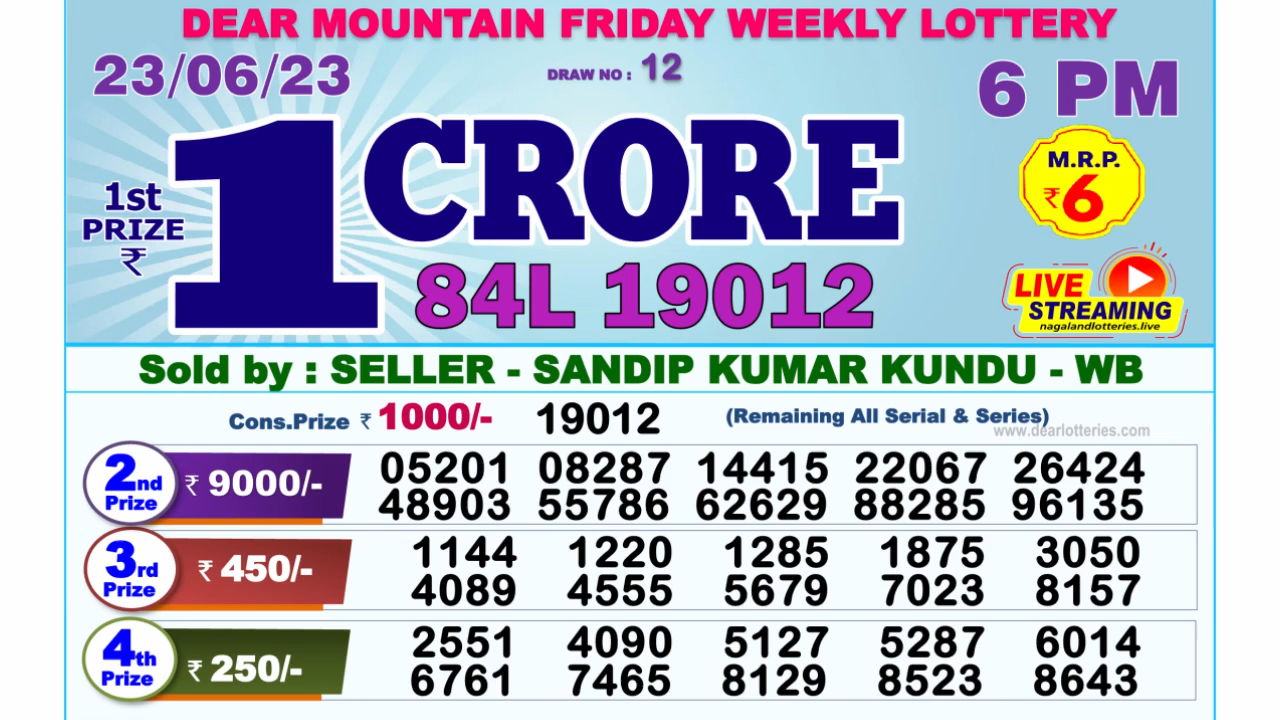 DEAR MOUNTAIN FRIDAY WEEKLY LOTTERY
23/06/23 DRAW NO : 12 6 PM
1st PRIZE ₹ 1 CRORE
M.R.P. ₹6
84L 19012
LIVE STREAMING
nagalandlotteries.live
Sold by : SELLER - SANDIP KUMAR KUNDU - WB
Cons.Prize ₹ 1000/- 19012 (Remaining All Serial & Series)
www.dearlotteries.com
2nd Prize ₹ 9000/-
05201 08287 14415 22067 26424
48903 55786 62629 88285 96135
3rd Prize ₹ 450/-
1144 1220 1285 1875 3050
4089 4555 5679 7023 8157
4th Prize ₹ 250/-
2551 4090 5127 5287 6014
6761 7465 8129 8523 8643